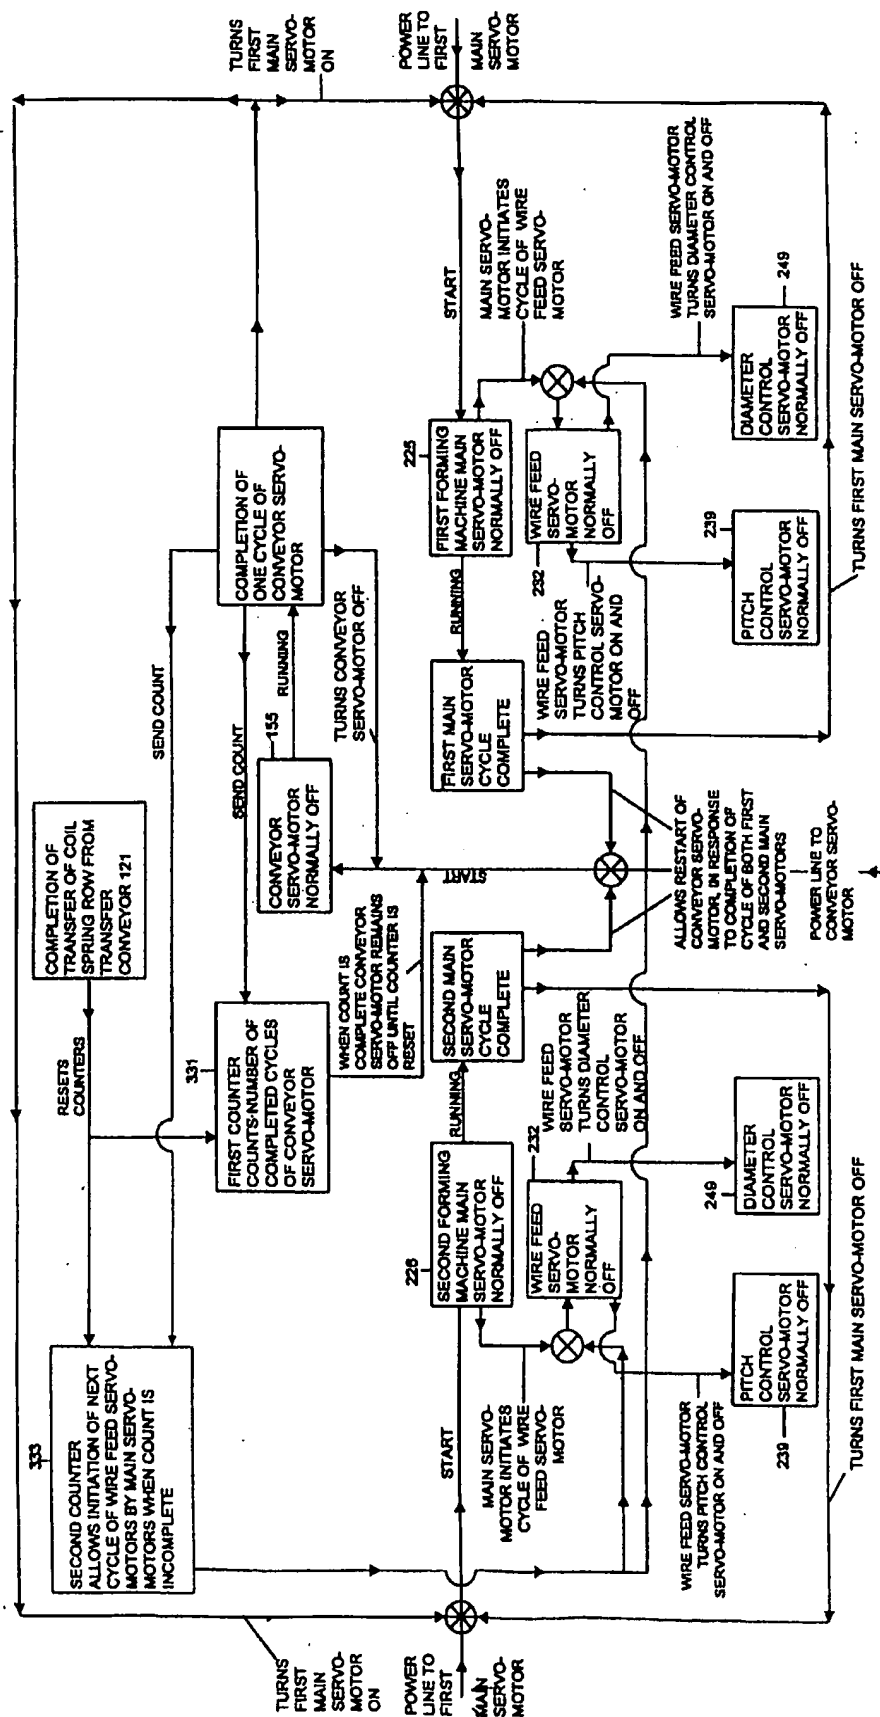 TURNS
FIRST
MAIN
SERVO-
MOTOR
ON
POWER
LINE TO
FIRST
MAIN
SERVO-
MOTOR
333
SECOND COUNTER
ALLOWS INITIATION OF NEXT
CYCLE OF WIRE FEED SERVO-
MOTORS BY MAIN SERVO-
MOTORS WHEN COUNT IS
INCOMPLETE
RESETS
COUNTERS
COMPLETION OF
TRANSFER OF COIL
SPRING ROW FROM
TRANSFER
CONVEYOR 121
SEND COUNT
SEND COUNT
331
FIRST COUNTER
COUNTS-NUMBER OF
COMPLETED CYCLES
OF CONVEYOR
SERVO-MOTOR
WHEN COUNT IS
COMPLETE CONVEYOR
SERVO-MOTOR REMAINS
OFF UNTIL COUNTER IS
RESET
155
CONVEYOR
SERVO-MOTOR
NORMALLY OFF
RUNNING
TURNS CONVEYOR
SERVO-MOTOR OFF
COMPLETION OF
ONE CYCLE OF
CONVEYOR SERVO-
MOTOR
TURNS
FIRST
MAIN
SERVO-
MOTOR
ON
POWER
LINE TO
FIRST
MAIN
SERVO-
MOTOR
START
226
SECOND FORMING
MACHINE MAIN
SERVO-MOTOR
NORMALLY OFF
RUNNING
SECOND MAIN
SERVO-MOTOR
CYCLE
COMPLETE
START
FIRST MAIN
SERVO-MOTOR
CYCLE
COMPLETE
RUNNING
225
FIRST FORMING
MACHINE MAIN
SERVO-MOTOR
NORMALLY OFF
START
MAIN SERVO-
MOTOR INITIATES
CYCLE OF WIRE
FEED SERVO-
MOTOR
MAIN SERVO-
MOTOR INITIATES
CYCLE OF WIRE
FEED SERVO-
MOTOR
232
WIRE FEED
SERVO-
MOTOR
NORMALLY
OFF
WIRE FEED
SERVO-MOTOR
TURNS DIAMETER
CONTROL
SERVO-MOTOR
ON AND OFF
ALLOWS RESTART OF
CONVEYOR SERVO-
MOTOR, IN RESPONSE
TO COMPLETION OF
CYCLE OF BOTH FIRST
AND SECOND MAIN
SERVO-MOTORS
POWER LINE TO
CONVEYOR SERVO-
MOTOR
232
WIRE FEED
SERVO-
MOTOR
NORMALLY
OFF
WIRE FEED
SERVO-MOTOR
TURNS PITCH
CONTROL SERVO-
MOTOR ON AND
OFF
WIRE FEED SERVO-MOTOR
TURNS DIAMETER CONTROL
SERVO-MOTOR ON AND OFF
WIRE FEED SERVO-MOTOR
TURNS PITCH CONTROL
SERVO-MOTOR ON AND OFF
239
PITCH
CONTROL
SERVO-MOTOR
NORMALLY OFF
249
DIAMETER
CONTROL
SERVO-MOTOR
NORMALLY OFF
239
PITCH
CONTROL
SERVO-MOTOR
NORMALLY OFF
249
DIAMETER
CONTROL
SERVO-MOTOR
NORMALLY OFF
TURNS FIRST MAIN SERVO-MOTOR OFF
TURNS FIRST MAIN SERVO-MOTOR OFF